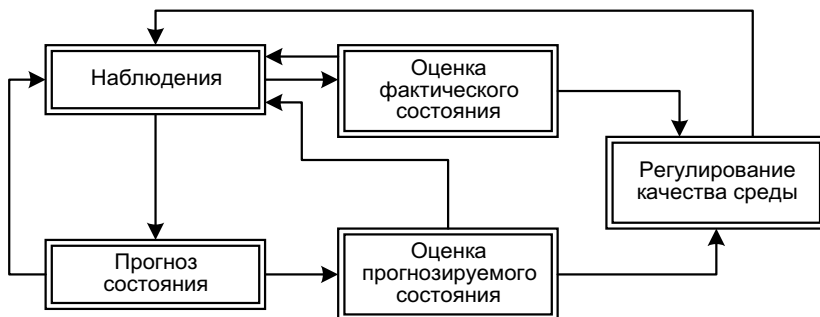 Наблюдения
Оценка
фактического
состояния
Регулирование
качества среды
Прогноз
состояния
Оценка
прогнозируемого
состояния